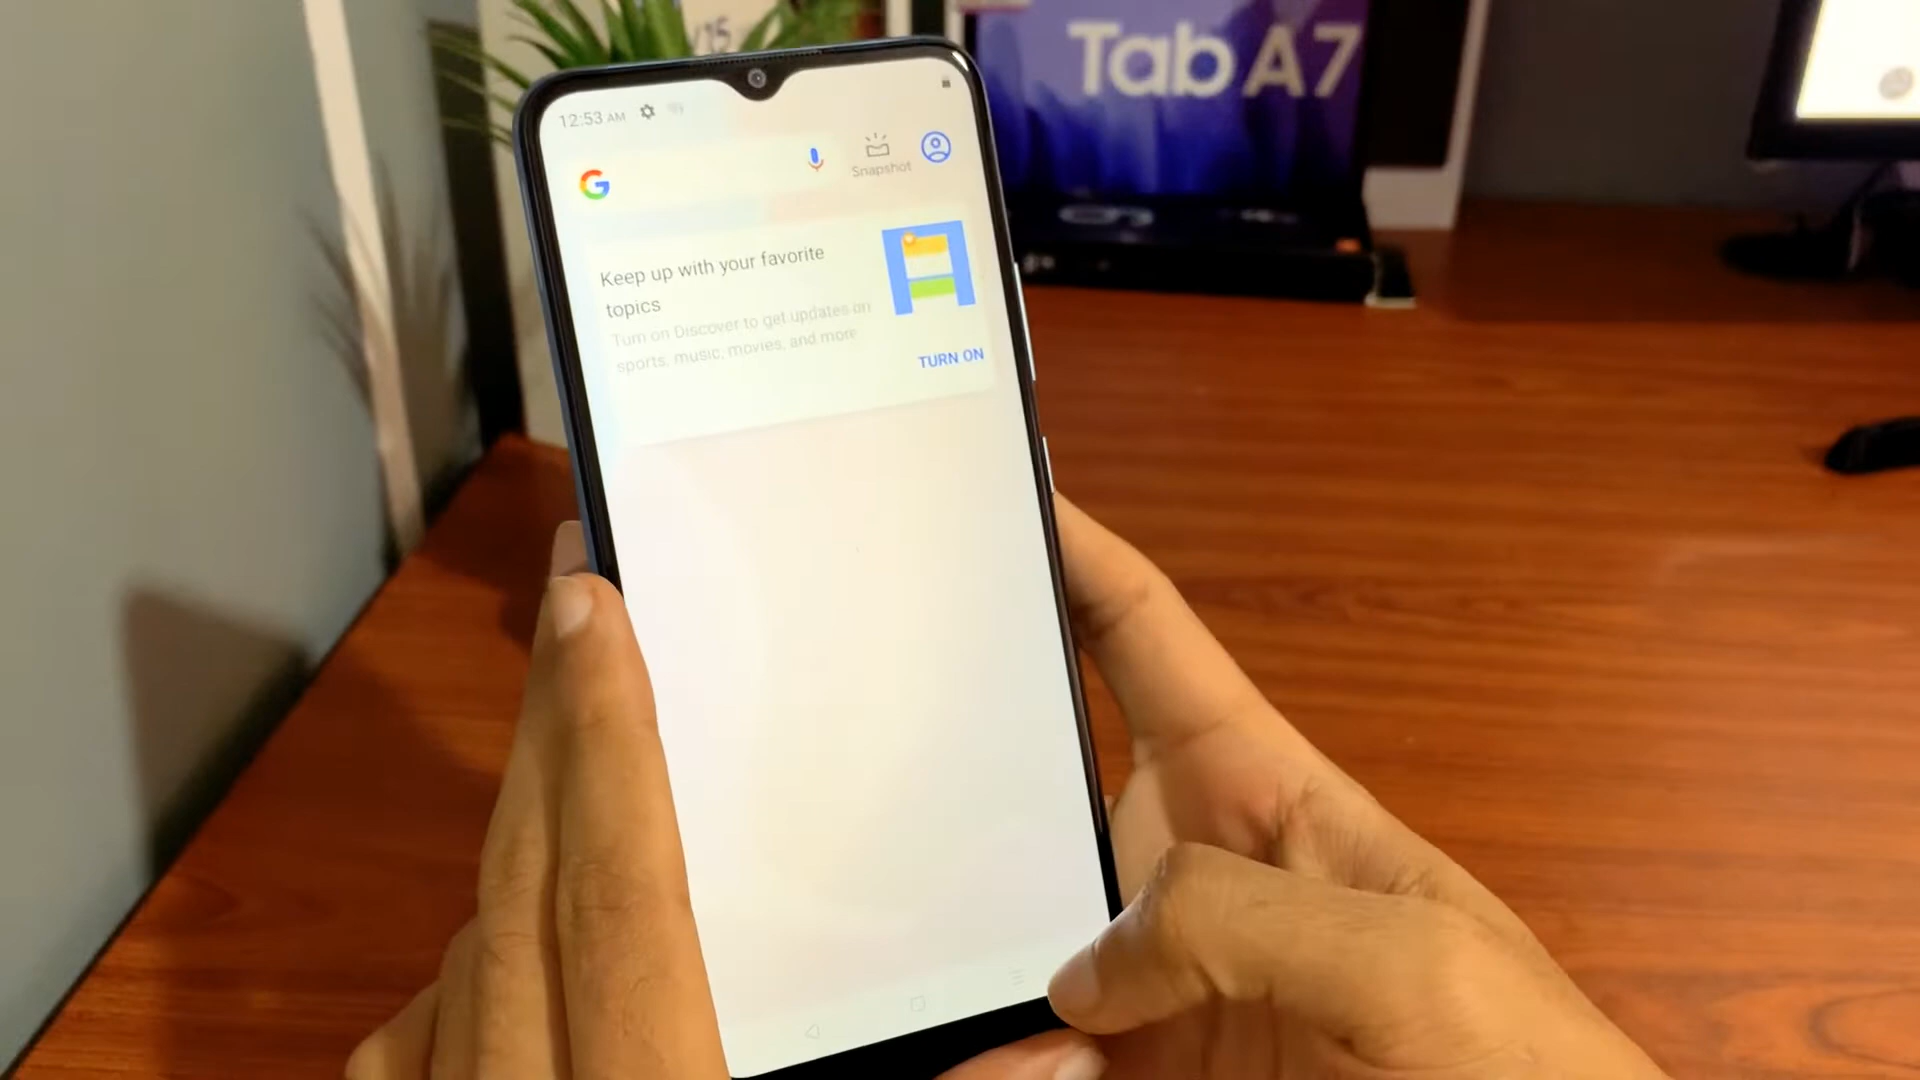 Tab A7
12:53 AM
G
Snapshot
Keep up with your favorite
topics
Turn on Discover to get updates on
sports, music, movies, and more
TURN ON